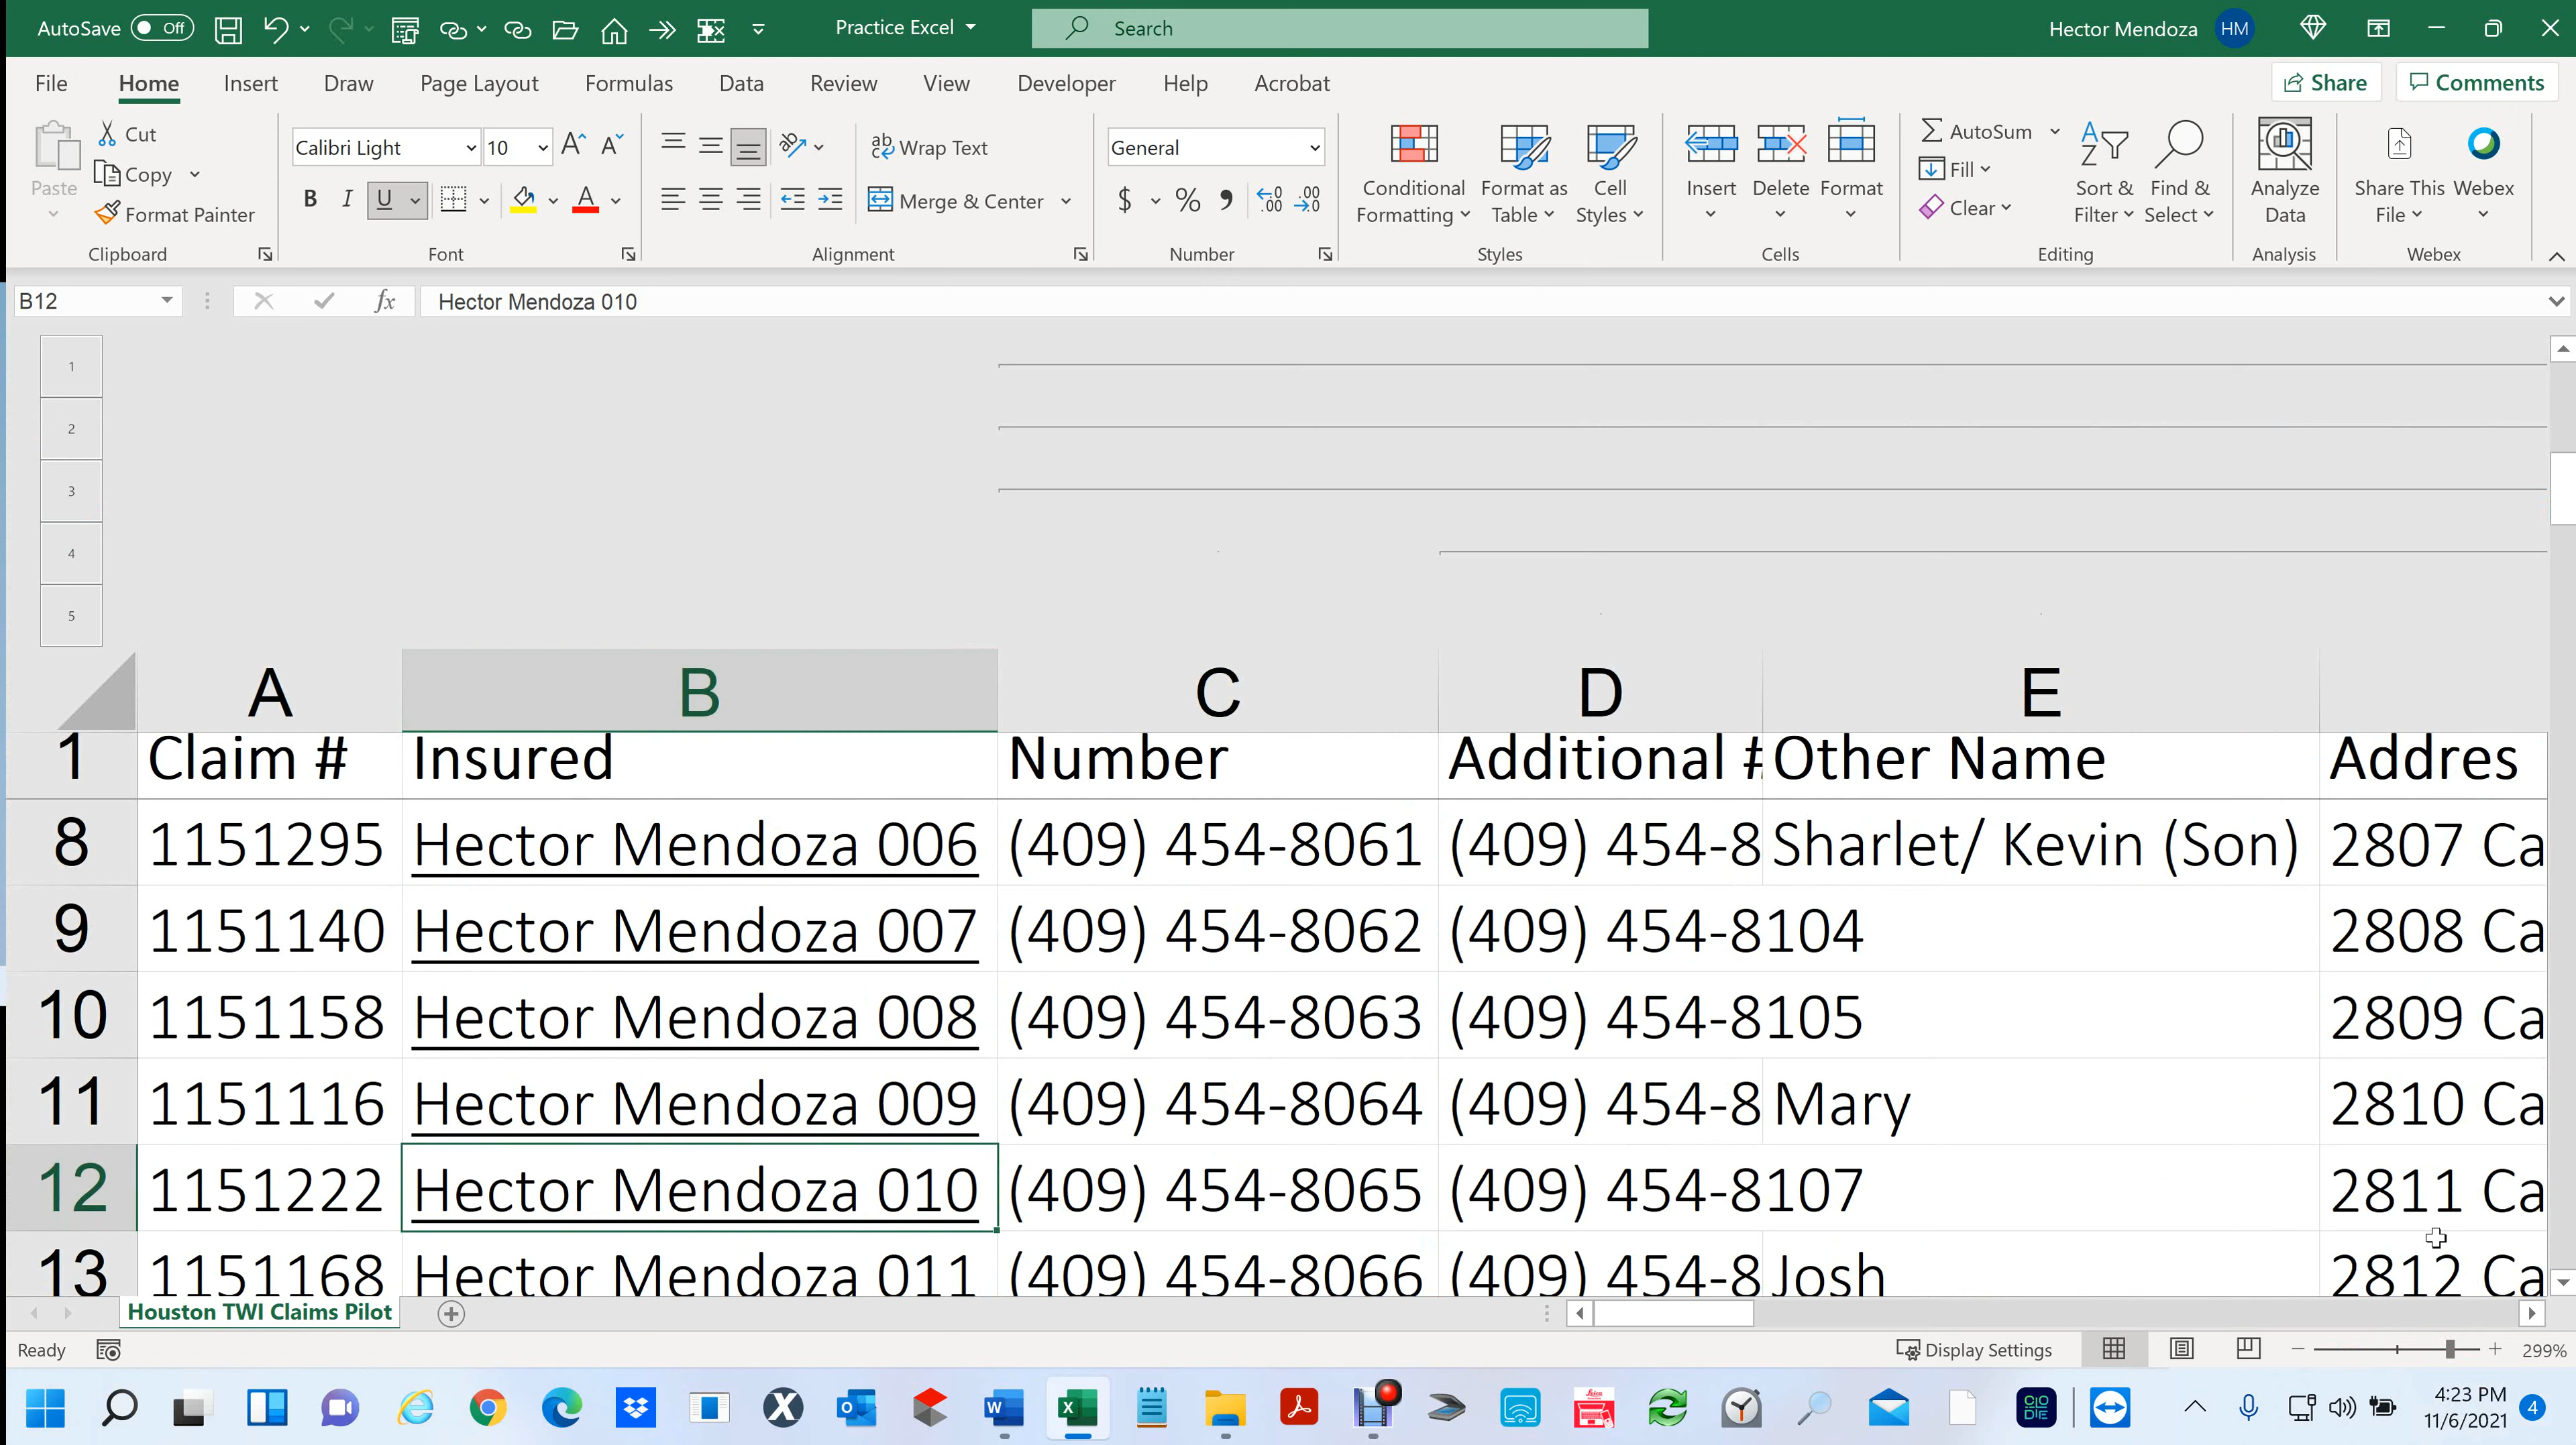 AutoSave Off Practice Excel Search Hector Mendoza HM
File Home Insert Draw Page Layout Formulas Data Review View Developer Help Acrobat Share Comments
Paste Cut Copy Format Painter
Clipboard
Calibri Light 10 A A
B I U A
Font
ab Wrap Text
Merge & Center
Alignment
General
$ % , .00 .00
Number
Conditional Formatting Format as Table Cell Styles
Styles
Insert Delete Format
Cells
AutoSum Fill Clear
Sort & Filter Find & Select
Editing
Analyze Data
Analysis
Share This File Webex
Webex
B12 fx Hector Mendoza 010
1
2
3
4
5
A B C D E
1 Claim # Insured Number Additional # Other Name Addres
8 1151295 Hector Mendoza 006 (409) 454-8061 (409) 454-8 Sharlet/ Kevin (Son) 2807 Ca
9 1151140 Hector Mendoza 007 (409) 454-8062 (409) 454-8104 2808 Ca
10 1151158 Hector Mendoza 008 (409) 454-8063 (409) 454-8105 2809 Ca
11 1151116 Hector Mendoza 009 (409) 454-8064 (409) 454-8 Mary 2810 Ca
12 1151222 Hector Mendoza 010 (409) 454-8065 (409) 454-8107 2811 Ca
13 1151168 Hector Mendoza 011 (409) 454-8066 (409) 454-8 Josh 2812 Ca
Houston TWI Claims Pilot
Ready Display Settings 299%
4:23 PM
11/6/2021 4